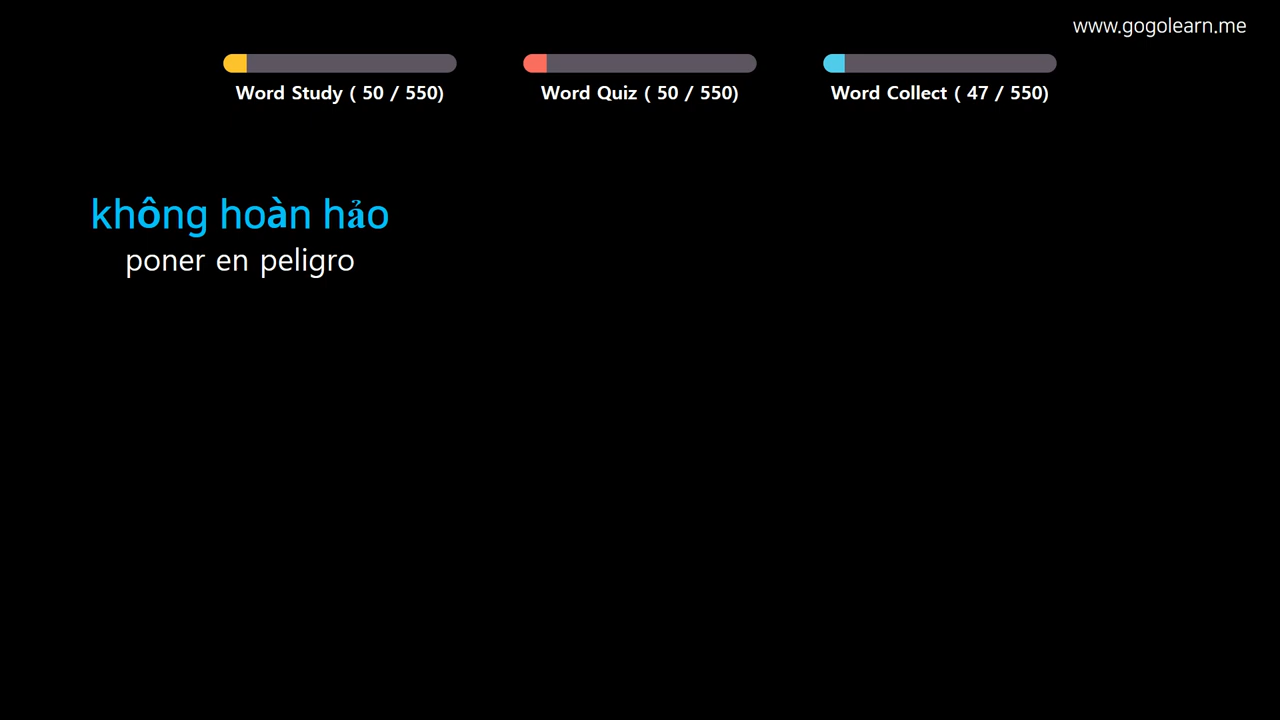 www.gogolearn.me
Word Study ( 50 / 550)
Word Quiz ( 50 / 550)
Word Collect ( 47 / 550)
không hoàn hảo
poner en peligro